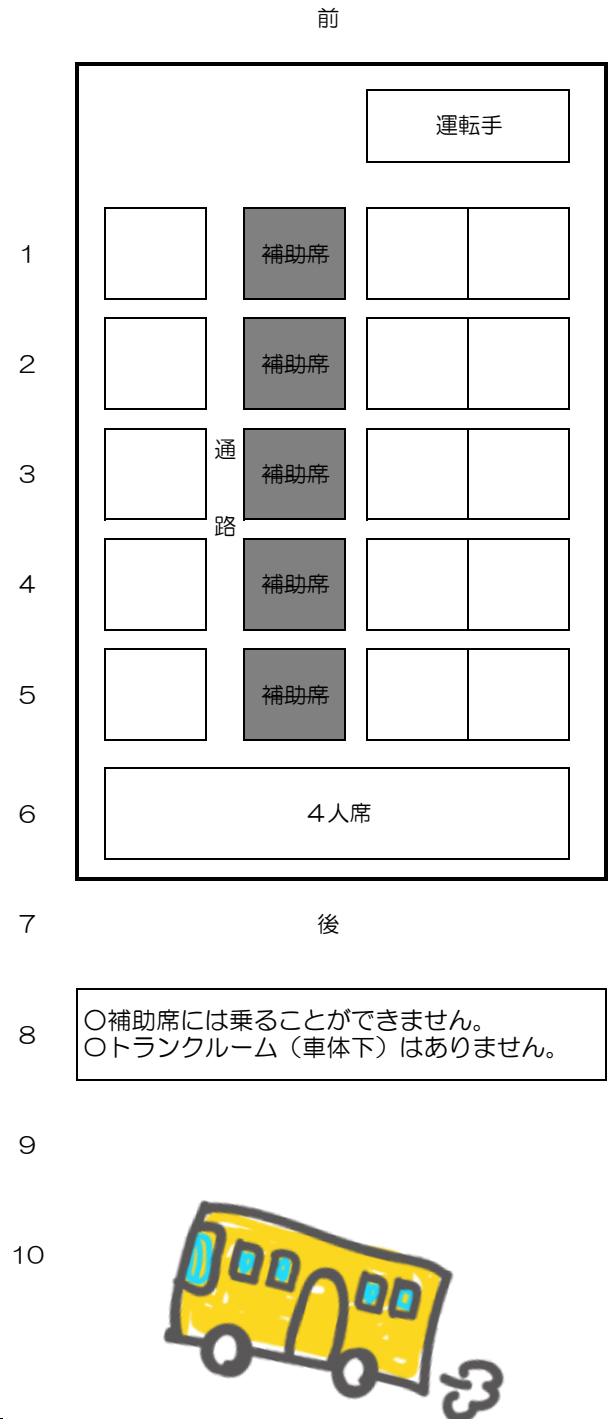 前
運転手
1
補助席
2
補助席
通
3
補助席
路
4
補助席
5
補助席
6
4人席
7
後
8
〇補助席には乗ることができません。
〇トランクルーム（車体下）はありません。
9
10